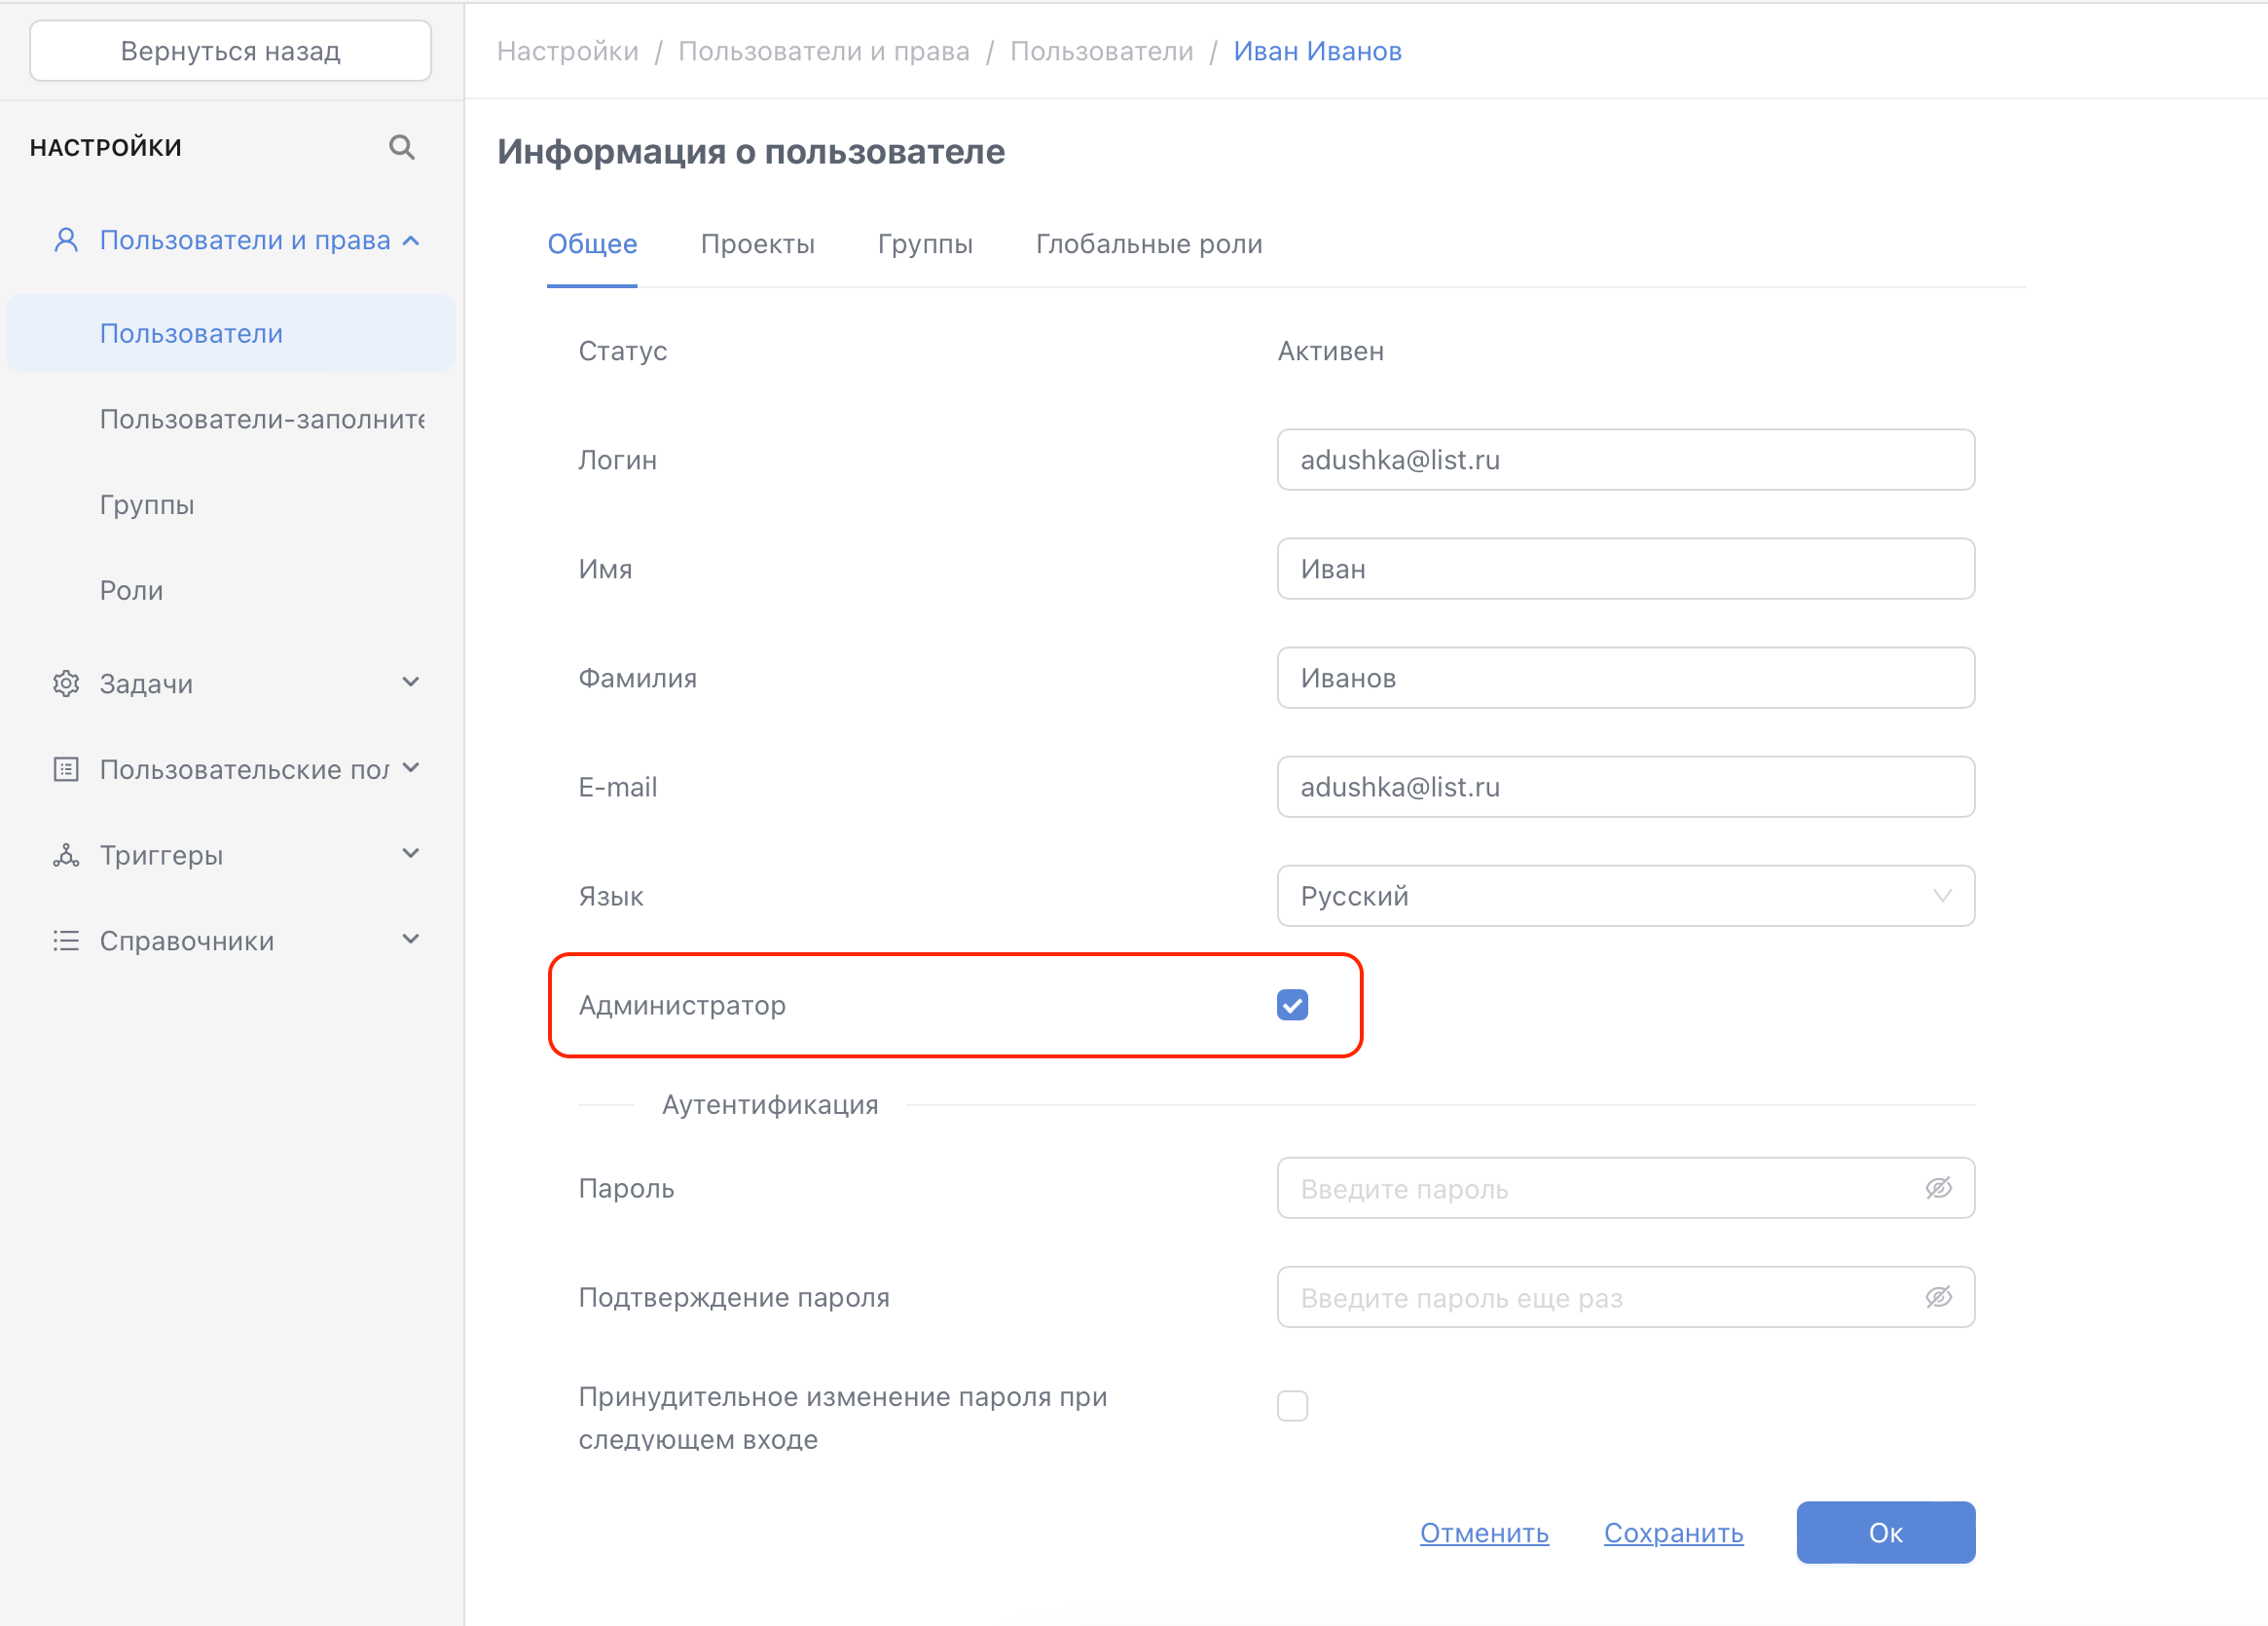 Вернуться назад
Настройки / Пользователи и права / Пользователи / Иван Иванов
НАСТРОЙКИ
Пользователи и права
Пользователи
Пользователи-заполните
Группы
Роли
Задачи
Пользовательские пол
Триггеры
Справочники
Информация о пользователе
Общее Проекты Группы Глобальные роли
Статус Активен
Логин adushka@list.ru
Имя Иван
Фамилия Иванов
E-mail adushka@list.ru
Язык Русский
Администратор
Аутентификация
Пароль Введите пароль
Подтверждение пароля Введите пароль еще раз
Принудительное изменение пароля при
следующем входе
Отменить Сохранить Ок